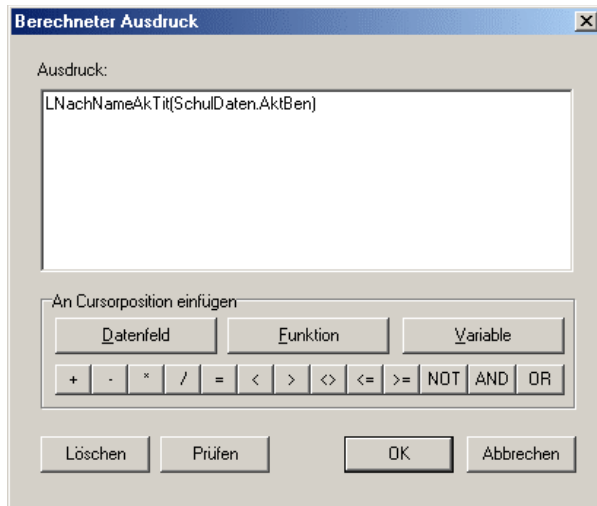 Berechneter Ausdruck
Ausdruck:
LNachNameAkTit(SchulDaten.AktBen)
An Cursorposition einfügen
Datenfeld Funktion Variable
+ - * / = < > <> <= >= NOT AND OR
Löschen Prüfen OK Abbrechen